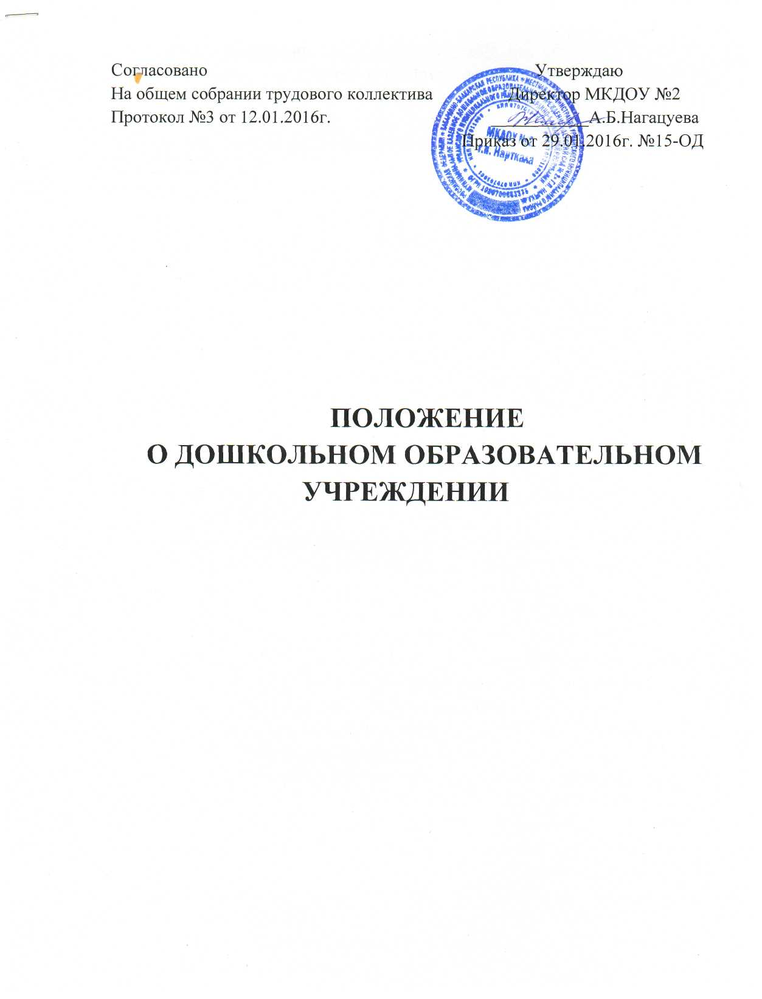 Согласовано
Утверждаю
На общем собрании трудового коллектива
Директор МКДОУ №2
Протокол №3 от 12.01.2016г.
____________А.Б.Нагацуева
Приказ от 29.01.2016г. №15-ОД
МКДОУ №2
г.п. Нарткала
ПОЛОЖЕНИЕ
О ДОШКОЛЬНОМ ОБРАЗОВАТЕЛЬНОМ
УЧРЕЖДЕНИИ